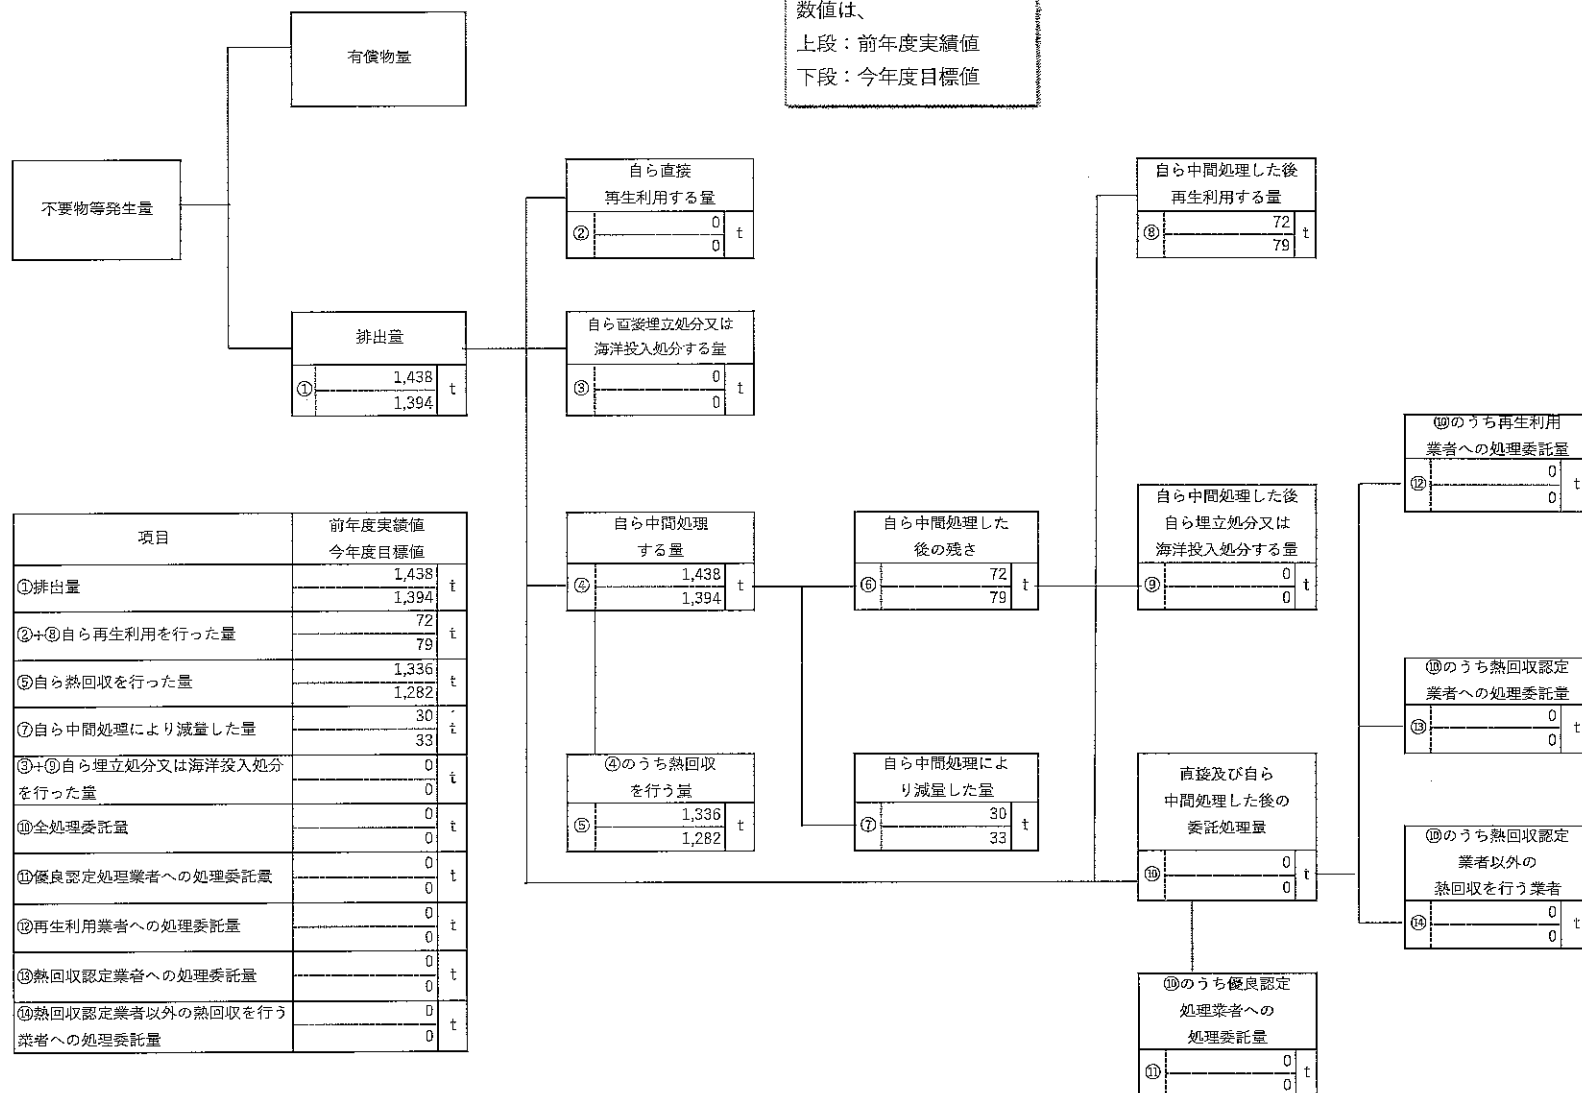 数値は、
上段：前年度実績値
下段：今年度目標値
有償物量
不要物等発生量
排出量
①
1,438
1,394
t
自ら直接
再生利用する量
②
0
0
t
自ら直接埋立処分又は
海洋投入処分する量
③
0
0
t
自ら中間処理
する量
④
1,438
1,394
t
④のうち熱回収
を行う量
⑤
1,336
1,282
t
自ら中間処理した
後の残さ
⑥
72
79
t
自ら中間処理によ
り減量した量
⑦
30
33
t
自ら中間処理した後
再生利用する量
⑧
72
79
t
自ら中間処理した後
自ら埋立処分又は
海洋投入処分する量
⑨
0
0
t
直接及び自ら
中間処理した後の
委託処理量
⑩
0
0
t
⑩のうち優良認定
処理業者への
処理委託量
⑪
0
0
t
⑩のうち再生利用
業者への処理委託量
⑫
0
0
t
⑩のうち熱回収認定
業者への処理委託量
⑬
0
0
t
⑩のうち熱回収認定
業者以外の
熱回収を行う業者
⑭
0
0
t
項目
前年度実績値
今年度目標値
①排出量
1,438
1,394
t
②+⑧自ら再生利用を行った量
72
79
t
⑤自ら熱回収を行った量
1,336
1,282
t
⑦自ら中間処理により減量した量
30
33
t
③+⑨自ら埋立処分又は海洋投入処分
を行った量
0
0
t
⑩全処理委託量
0
0
t
⑪優良認定処理業者への処理委託量
0
0
t
⑫再生利用業者への処理委託量
0
0
t
⑬熱回収認定業者への処理委託量
0
0
t
⑭熱回収認定業者以外の熱回収を行う
業者への処理委託量
0
0
t